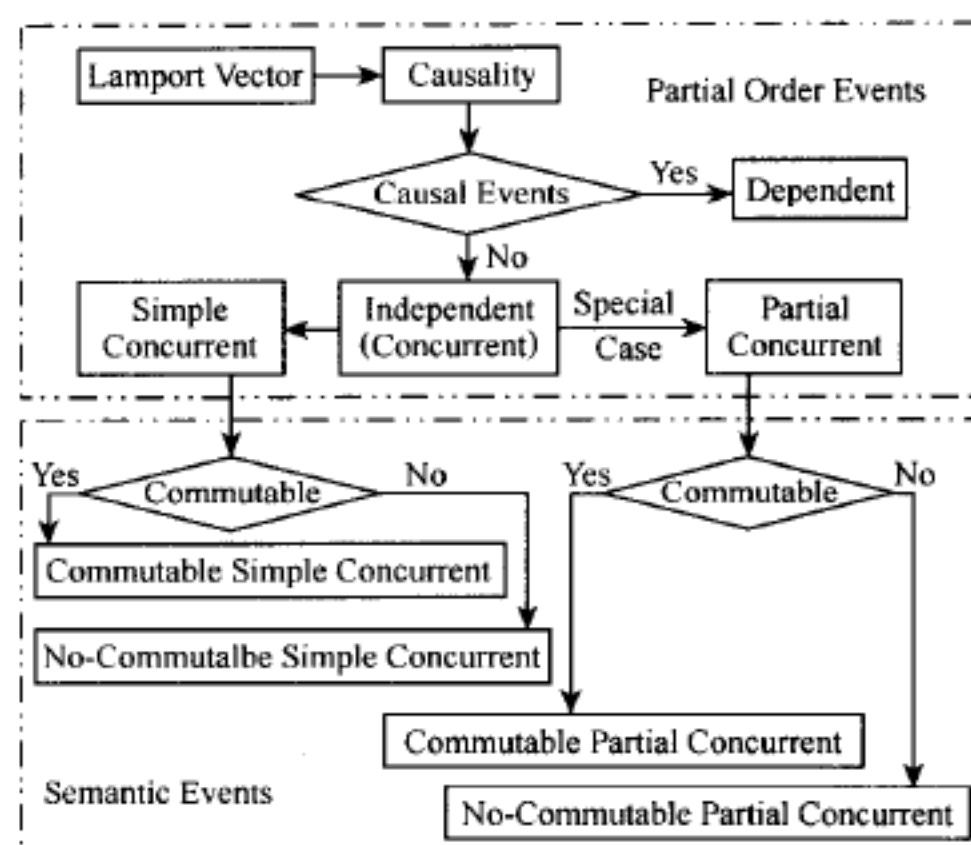 Lamport Vector
Causality
Partial Order Events
Causal Events
Yes
Dependent
No
Simple
Concurrent
Independent
(Concurrent)
Special
Case
Partial
Concurrent
Yes
Commutable
No
Yes
Commutable
No
Commutable Simple Concurrent
No-Commutalbe Simple Concurrent
Commutable Partial Concurrent
Semantic Events
No-Commutable Partial Concurrent